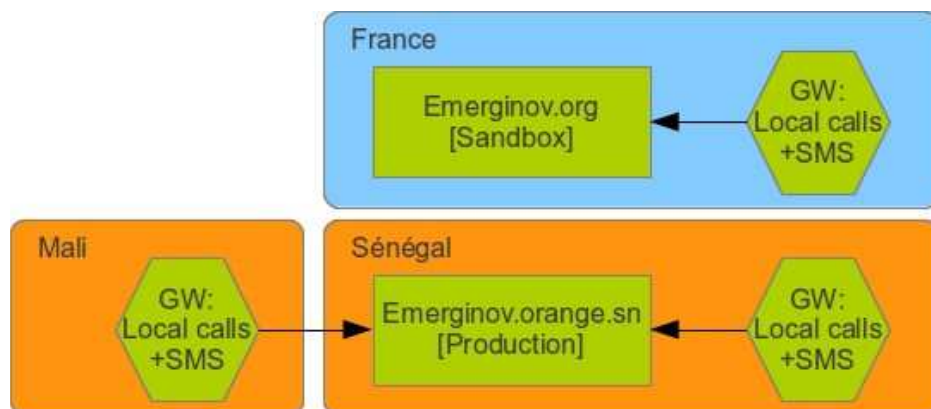 France
Emerginov.org
[Sandbox]
GW:
Local calls
+SMS
Mali
GW:
Local calls
+SMS
Sénégal
Emerginov.orange.sn
[Production]
GW:
Local calls
+SMS